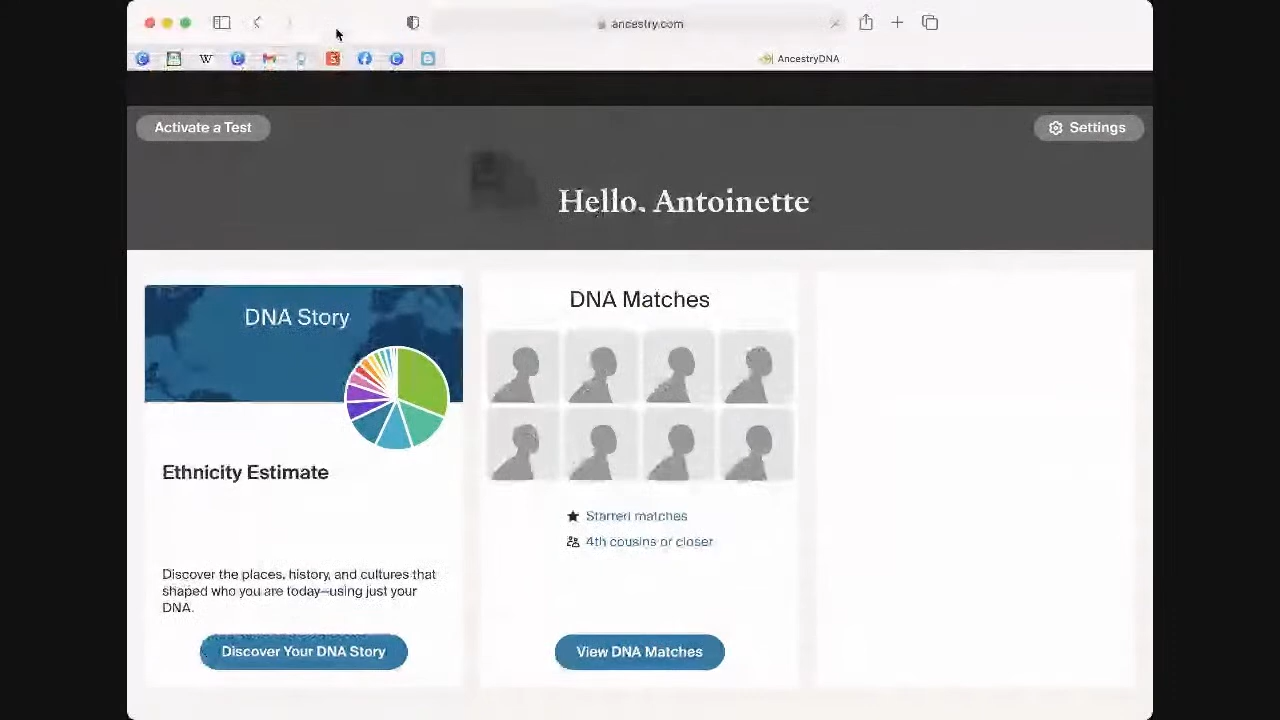 ancestry.com
W
AncestryDNA
Activate a Test
Settings
Hello, Antoinette
DNA Story
Ethnicity Estimate
Discover the places, history, and cultures that
shaped who you are today—using just your
DNA.
Discover Your DNA Story
DNA Matches
Starred matches
4th cousins or closer
View DNA Matches